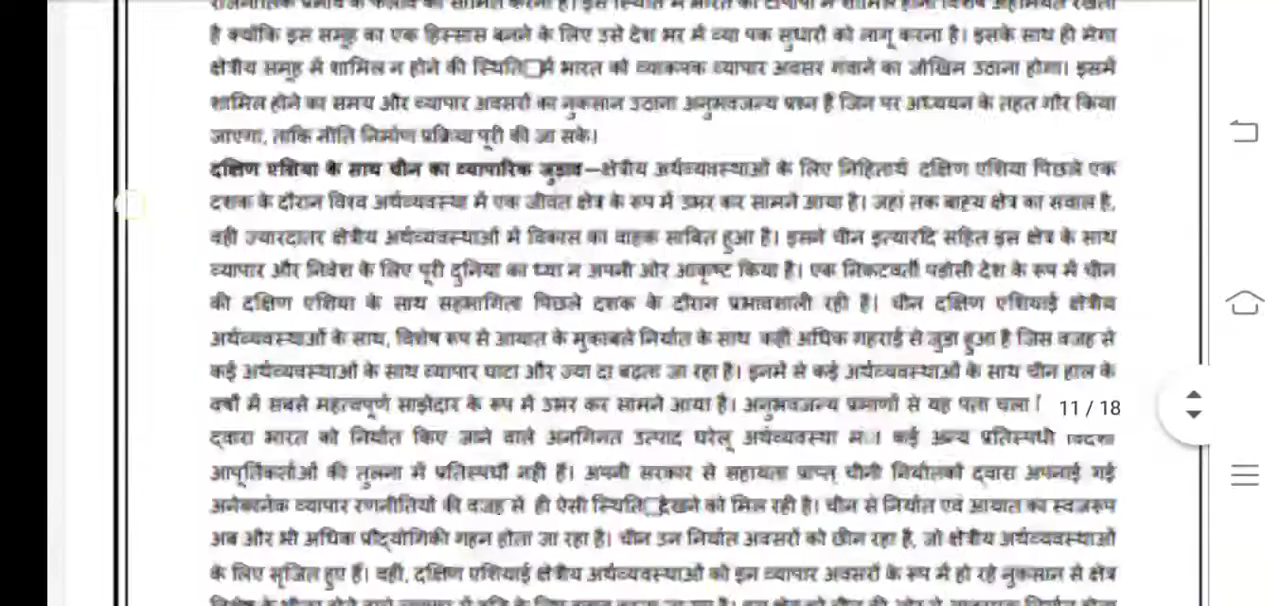 है क्योंकि इस समूह का एक हिस्सास बनने के लिए उसे देश भर में व्या पक सुधारों को लागू करना है। इसके साथ ही मेगा
क्षेत्रीय समूह में शामिल न होने की स्थिति में भारत को व्याकपक व्यापार अवसर गंवाने का जोखिम उठाना होगा। इसमें
शामिल होने का समय और व्यापार अवसरों का नुकसान उठाना अनुभवजन्य प्रश्न हैं जिन पर अध्ययन के तहत गौर किया
जाएगा, ताकि नीति निर्माण प्रक्रिया पूरी की जा सके।
दक्षिण एशिया के साथ चीन का व्यापारिक जुड़ाव–क्षेत्रीय अर्थव्यवस्थाओं के लिए निहितार्थ दक्षिण एशिया पिछले एक
दशक के दौरान विश्व अर्थव्यवस्था में एक जीवंत क्षेत्र के रूप में उभर कर सामने आया है। जहां तक बाह्य क्षेत्र का सवाल है,
वही ज्यादातर क्षेत्रीय अर्थव्यवस्थाओं में विकास का वाहक साबित हुआ है। इसने चीन इत्यारदि सहित इस क्षेत्र के साथ
व्यापार और निवेश के लिए पूरी दुनिया का ध्या न अपनी ओर आकृष्ट किया है। एक निकटवर्ती पड़ोसी देश के रूप में चीन
की दक्षिण एशिया के साथ सहभागिता पिछले दशक के दौरान प्रभावशाली रही है। चीन दक्षिण एशियाई क्षेत्रीय
अर्थव्यवस्थाओं के साथ, विशेष रूप से आयात के मुकाबले निर्यात के साथ कहीं अधिक गहराई से जुड़ा हुआ है जिस वजह से
कई अर्थव्यवस्थाओं के साथ व्यापार घाटा और ज्या दा बढ़ता जा रहा है। इनमें से कई अर्थव्यवस्थाओं के साथ चीन हाल के
वर्षों में सबसे महत्वपूर्ण साझेदार के रूप में उभर कर सामने आया है। अनुभवजन्य प्रमाणों से यह पता चला 11 / 18
द्वारा भारत को निर्यात किए जाने वाले अनगिनत उत्पाद घरेलू अर्थव्यवस्था कई अन्य प्रतिस्पर्धी
आपूर्तिकर्ताओं की तुलना में प्रतिस्पर्धी नहीं हैं। अपनी सरकार से सहायता प्राप्त् चीनी निर्यातकों द्वारा अपनाई गई
अनेकानेक व्यापार रणनीतियों की वजह से ही ऐसी स्थिति देखने को मिल रही है। चीन से निर्यात एवं आयात का स्वजरूप
अब और भी अधिक प्रौद्योगिकी गहन होता जा रहा है। चीन उन निर्यात अवसरों को छीन रहा है, जो क्षेत्रीय अर्थव्यवस्थाओं
के लिए सृजित हुए हैं। वहीं, दक्षिण एशियाई क्षेत्रीय अर्थव्यवस्थाओं को इन व्यापार अवसरों के रूप में हो रहे नुकसान से क्षेत्र